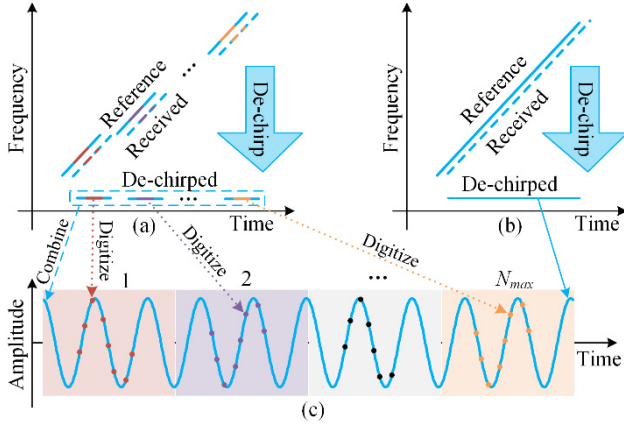 Frequency
Reference
Received
...
De-chirp
De-chirped
...
Time
(a)
Frequency
Reference
Received
De-chirp
De-chirped
Time
(b)
Combine
Digitize
Digitize
Digitize
1
2
...
Nmax
Amplitude
Time
(c)